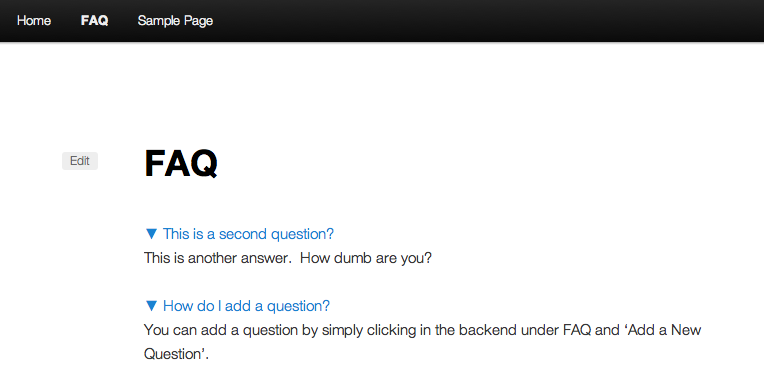 Home FAQ Sample Page
Edit
FAQ
▼ This is a second question?
This is another answer.  How dumb are you?
▼ How do I add a question?
You can add a question by simply clicking in the backend under FAQ and ‘Add a New
Question’.